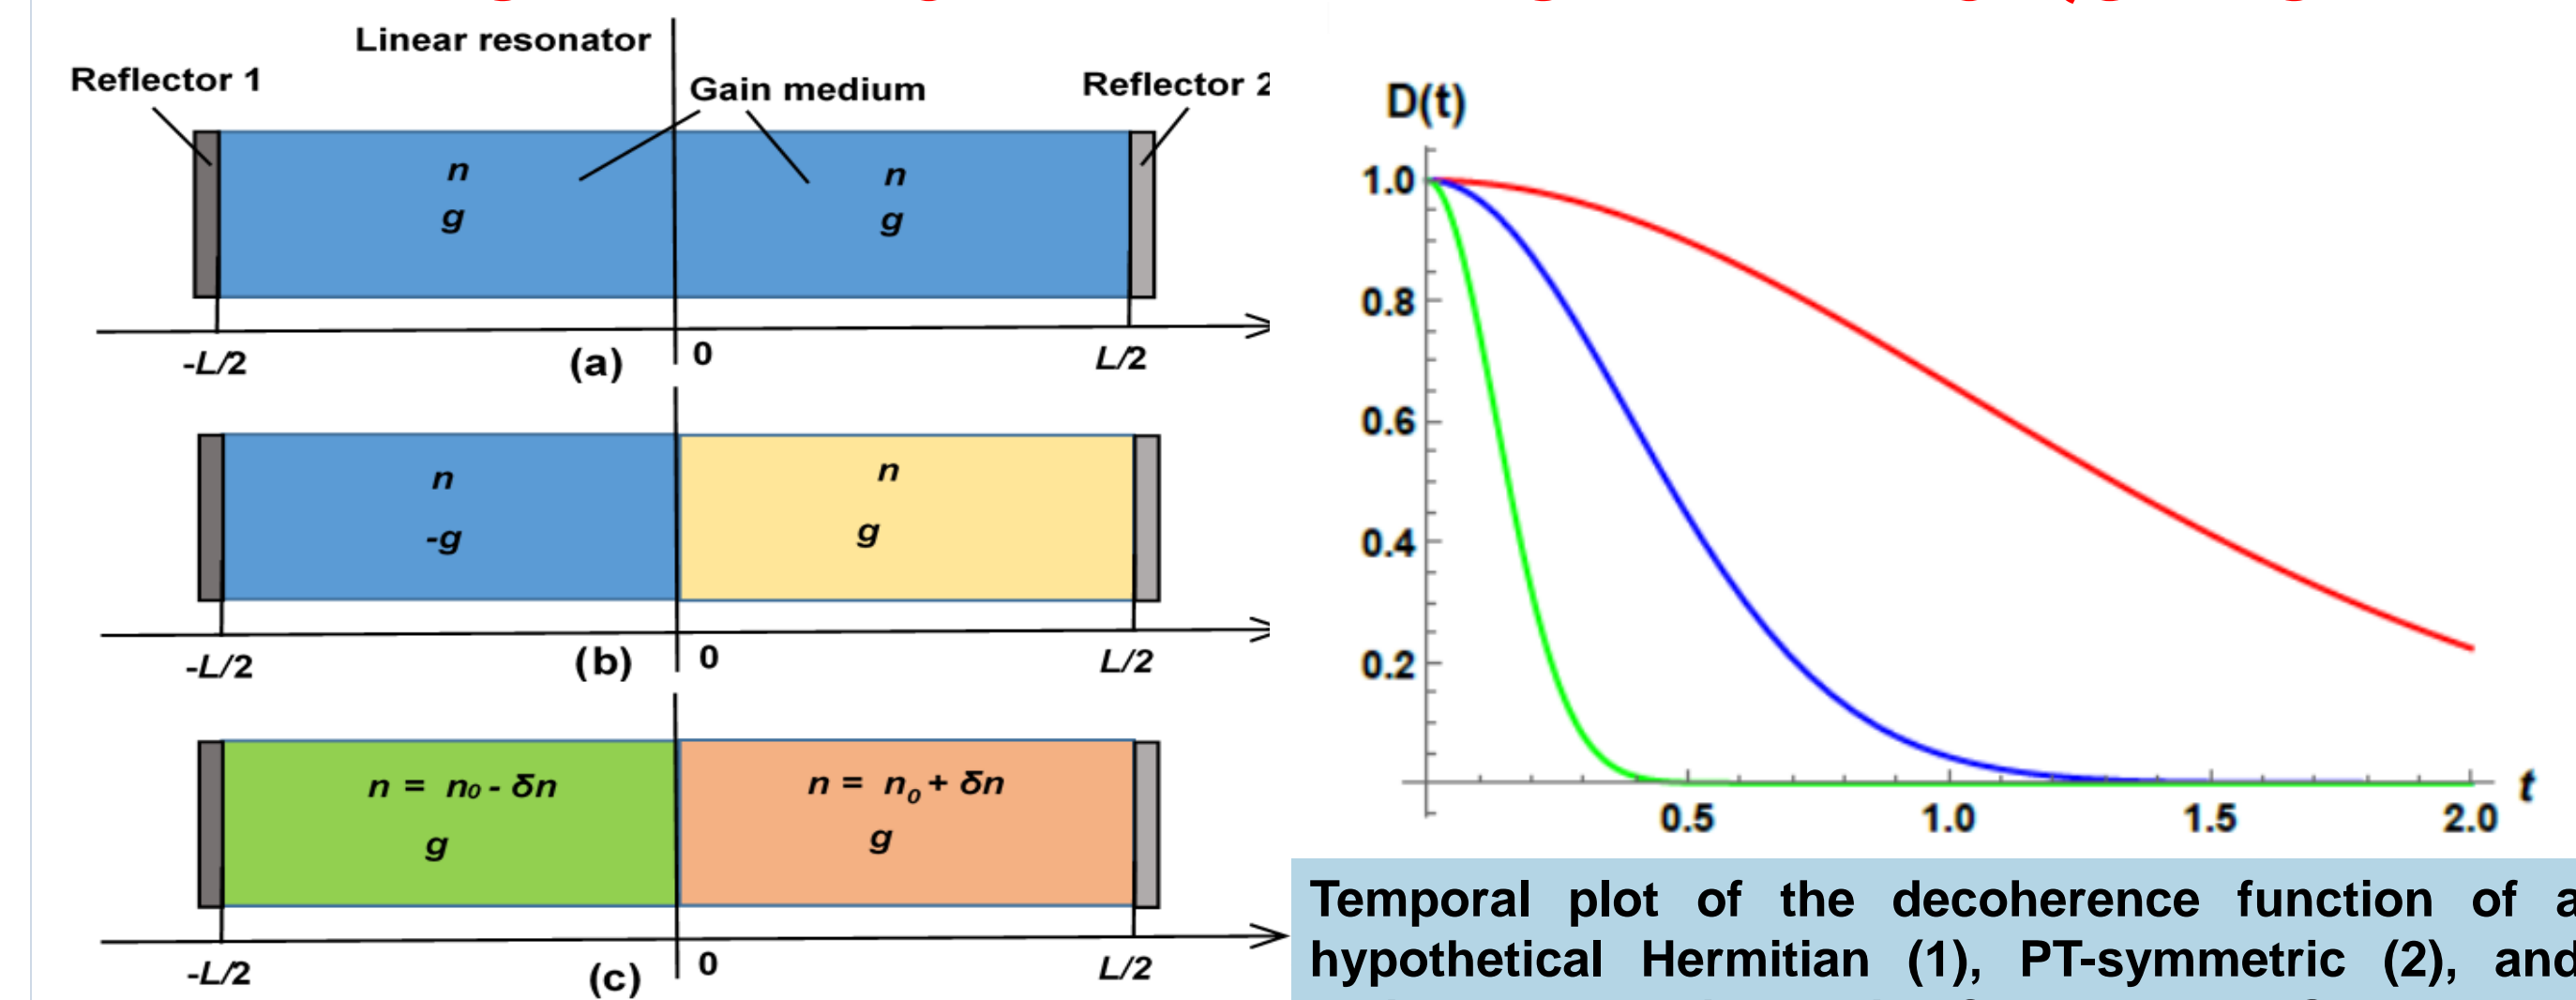 Linear resonator
Reflector 1
Gain medium
Reflector 2
n
n
g
g
-L/2
(a)
0
L/2
n
n
-g
g
-L/2
(b)
0
L/2
n = n₀ - δn
n = n₀ + δn
g
g
-L/2
(c)
0
L/2
D(t)
1.0
0.8
0.6
0.4
0.2
0.5
1.0
1.5
2.0
t
Temporal plot of the decoherence function of a
hypothetical Hermitian (1), PT-symmetric (2), and